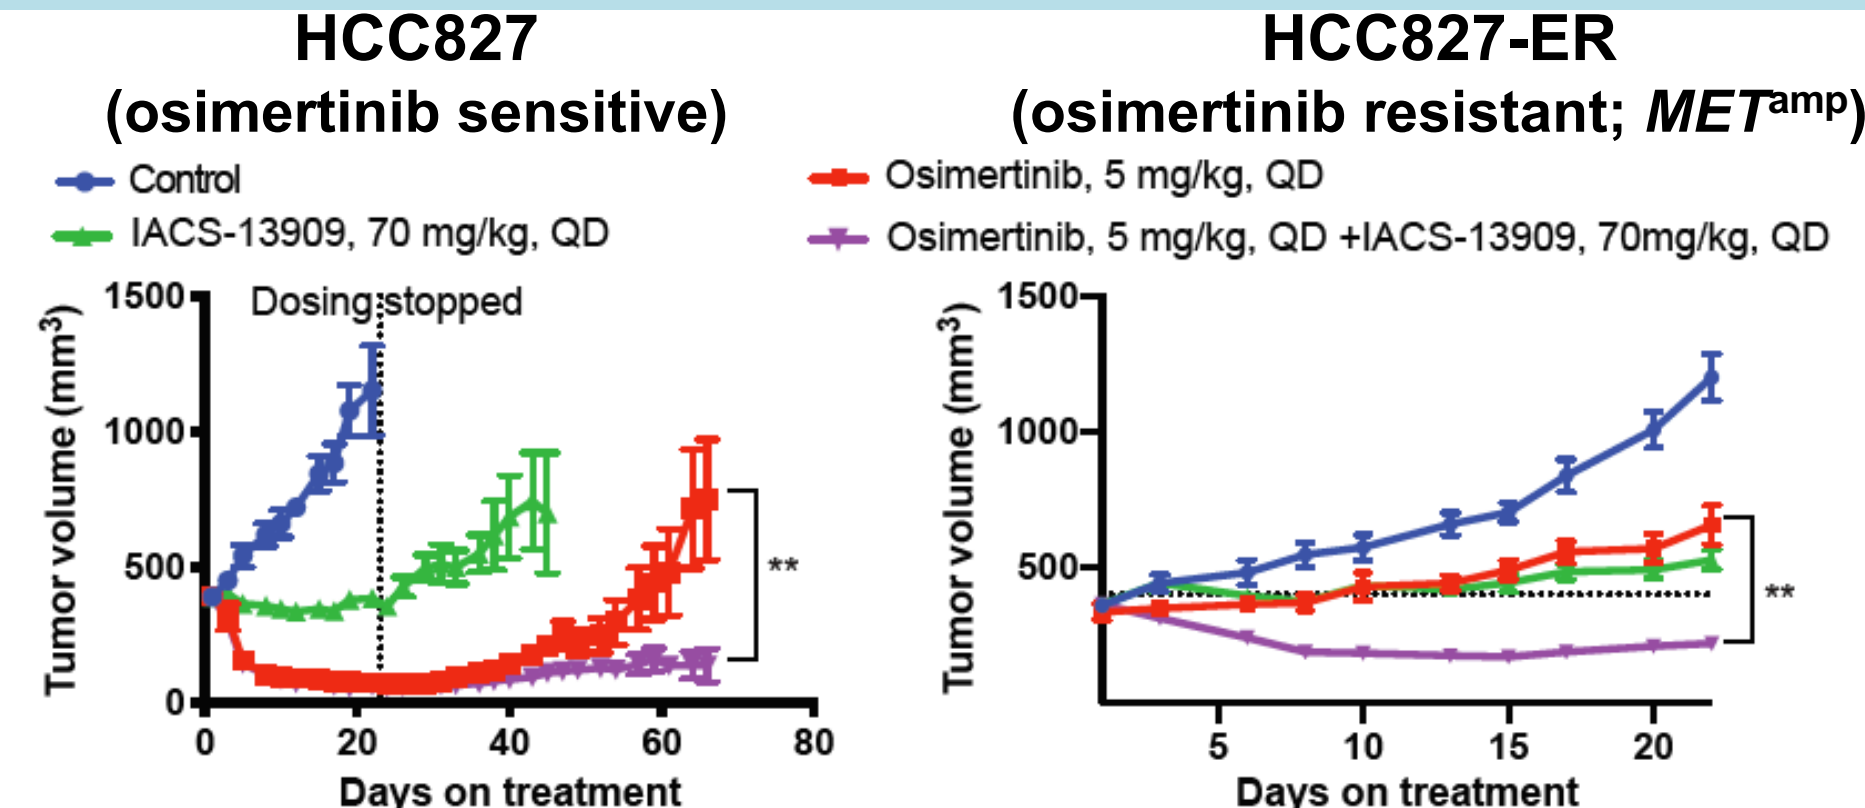 HCC827
(osimertinib sensitive)
HCC827-ER
(osimertinib resistant; METamp)
Control
IACS-13909, 70 mg/kg, QD
Osimertinib, 5 mg/kg, QD
Osimertinib, 5 mg/kg, QD +IACS-13909, 70mg/kg, QD
Dosing stopped
Tumor volume (mm³)
1500
1000
500
0
0 20 40 60 80
Days on treatment
**
Tumor volume (mm³)
1500
1000
500
5 10 15 20
Days on treatment
**